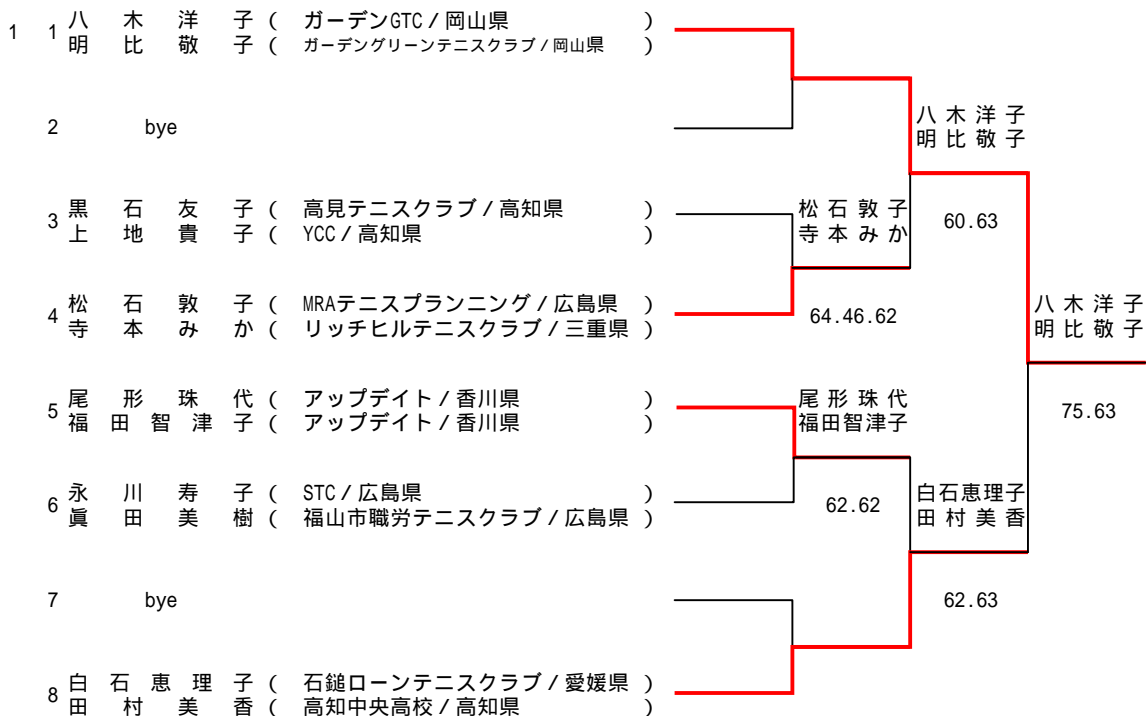 1 1 八木洋子 ( ガーデンGTC / 岡山県 )
明比敬子 ( ガーデングリーンテニスクラブ / 岡山県 )
八木洋子
明比敬子
2 bye
3 黒石友子 ( 高見テニスクラブ / 高知県 )
上地貴子 ( YCC / 高知県 )
松石敦子
寺本みか
60.63
4 松石敦子 ( MRAテニスプランニング / 広島県 )
寺本みか ( リッチヒルテニスクラブ / 三重県 )
64.46.62
八木洋子
明比敬子
5 尾形珠代 ( アップデイト / 香川県 )
福田智津子 ( アップデイト / 香川県 )
尾形珠代
福田智津子
75.63
6 永川寿子 ( STC / 広島県 )
眞田美樹 ( 福山市職労テニスクラブ / 広島県 )
62.62
白石恵理子
田村美香
7 bye
62.63
8 白石恵理子 ( 石鎚ローンテニスクラブ / 愛媛県 )
田村美香 ( 高知中央高校 / 高知県 )